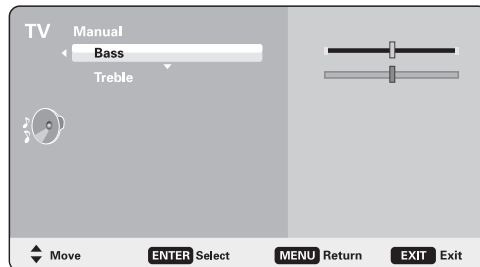 TV Manual
Bass
Treble
Move ENTER Select MENU Return EXIT Exit